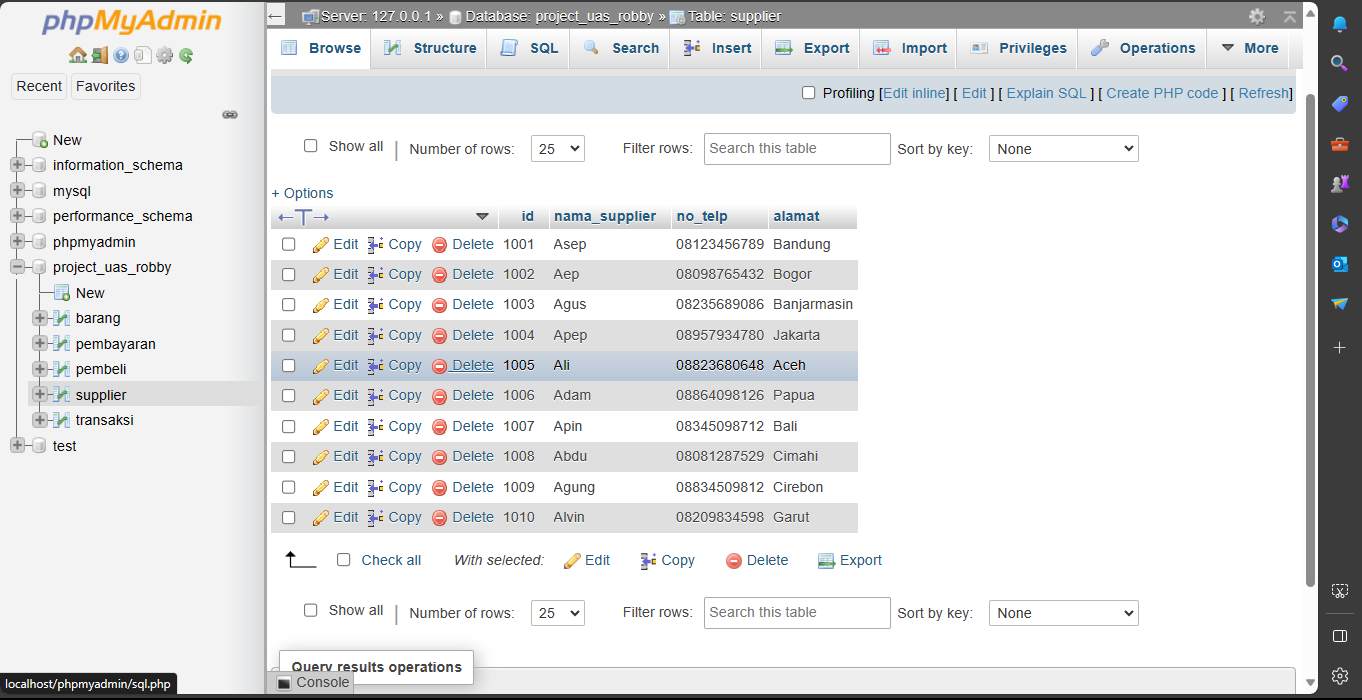 phpMyAdmin
Recent Favorites
New
information_schema
mysql
performance_schema
phpmyadmin
project_uas_robby
New
barang
pembayaran
pembeli
supplier
transaksi
test
localhost/phpmyadmin/sql.php
Server: 127.0.0.1 » Database: project_uas_robby » Table: supplier
Browse Structure SQL Search Insert Export Import Privileges Operations More
Profiling [Edit inline] [ Edit ] [ Explain SQL ] [ Create PHP code ] [ Refresh]
Show all | Number of rows: 25 Filter rows: Search this table Sort by key: None
+ Options
←T→ id nama_supplier no_telp alamat
Edit Copy Delete 1001 Asep 08123456789 Bandung
Edit Copy Delete 1002 Aep 08098765432 Bogor
Edit Copy Delete 1003 Agus 08235689086 Banjarmasin
Edit Copy Delete 1004 Apep 08957934780 Jakarta
Edit Copy Delete 1005 Ali 08823680648 Aceh
Edit Copy Delete 1006 Adam 08864098126 Papua
Edit Copy Delete 1007 Apin 08345098712 Bali
Edit Copy Delete 1008 Abdu 08081287529 Cimahi
Edit Copy Delete 1009 Agung 08834509812 Cirebon
Edit Copy Delete 1010 Alvin 08209834598 Garut
Check all With selected: Edit Copy Delete Export
Show all | Number of rows: 25 Filter rows: Search this table Sort by key: None
Query results operations
Console